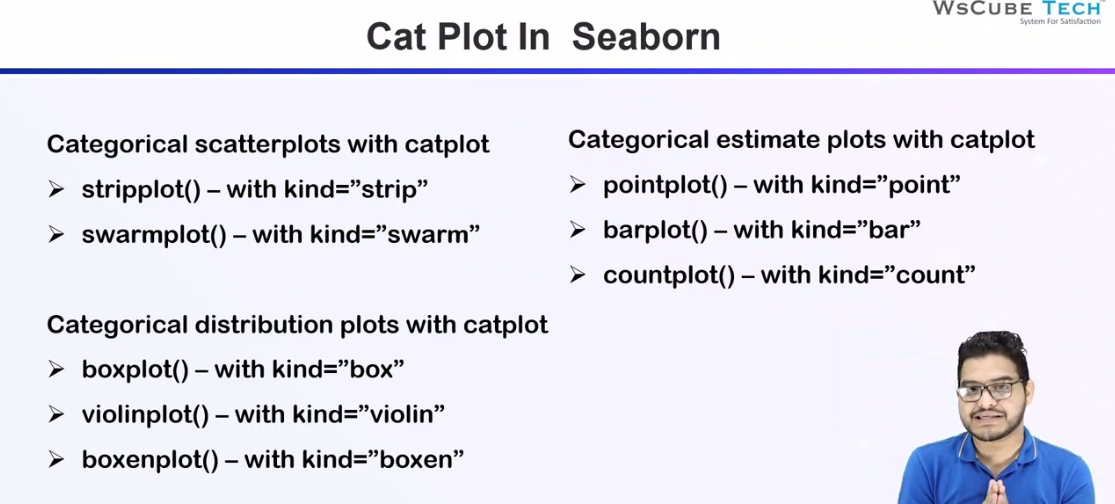 WsCube Tech
System For Satisfaction
Cat Plot In Seaborn
Categorical scatterplots with catplot
➢ stripplot() – with kind=”strip”
➢ swarmplot() – with kind=”swarm”
Categorical distribution plots with catplot
➢ boxplot() – with kind=”box”
➢ violinplot() – with kind=”violin”
➢ boxenplot() – with kind=”boxen”
Categorical estimate plots with catplot
➢ pointplot() – with kind=”point”
➢ barplot() – with kind=”bar”
➢ countplot() – with kind=”count”